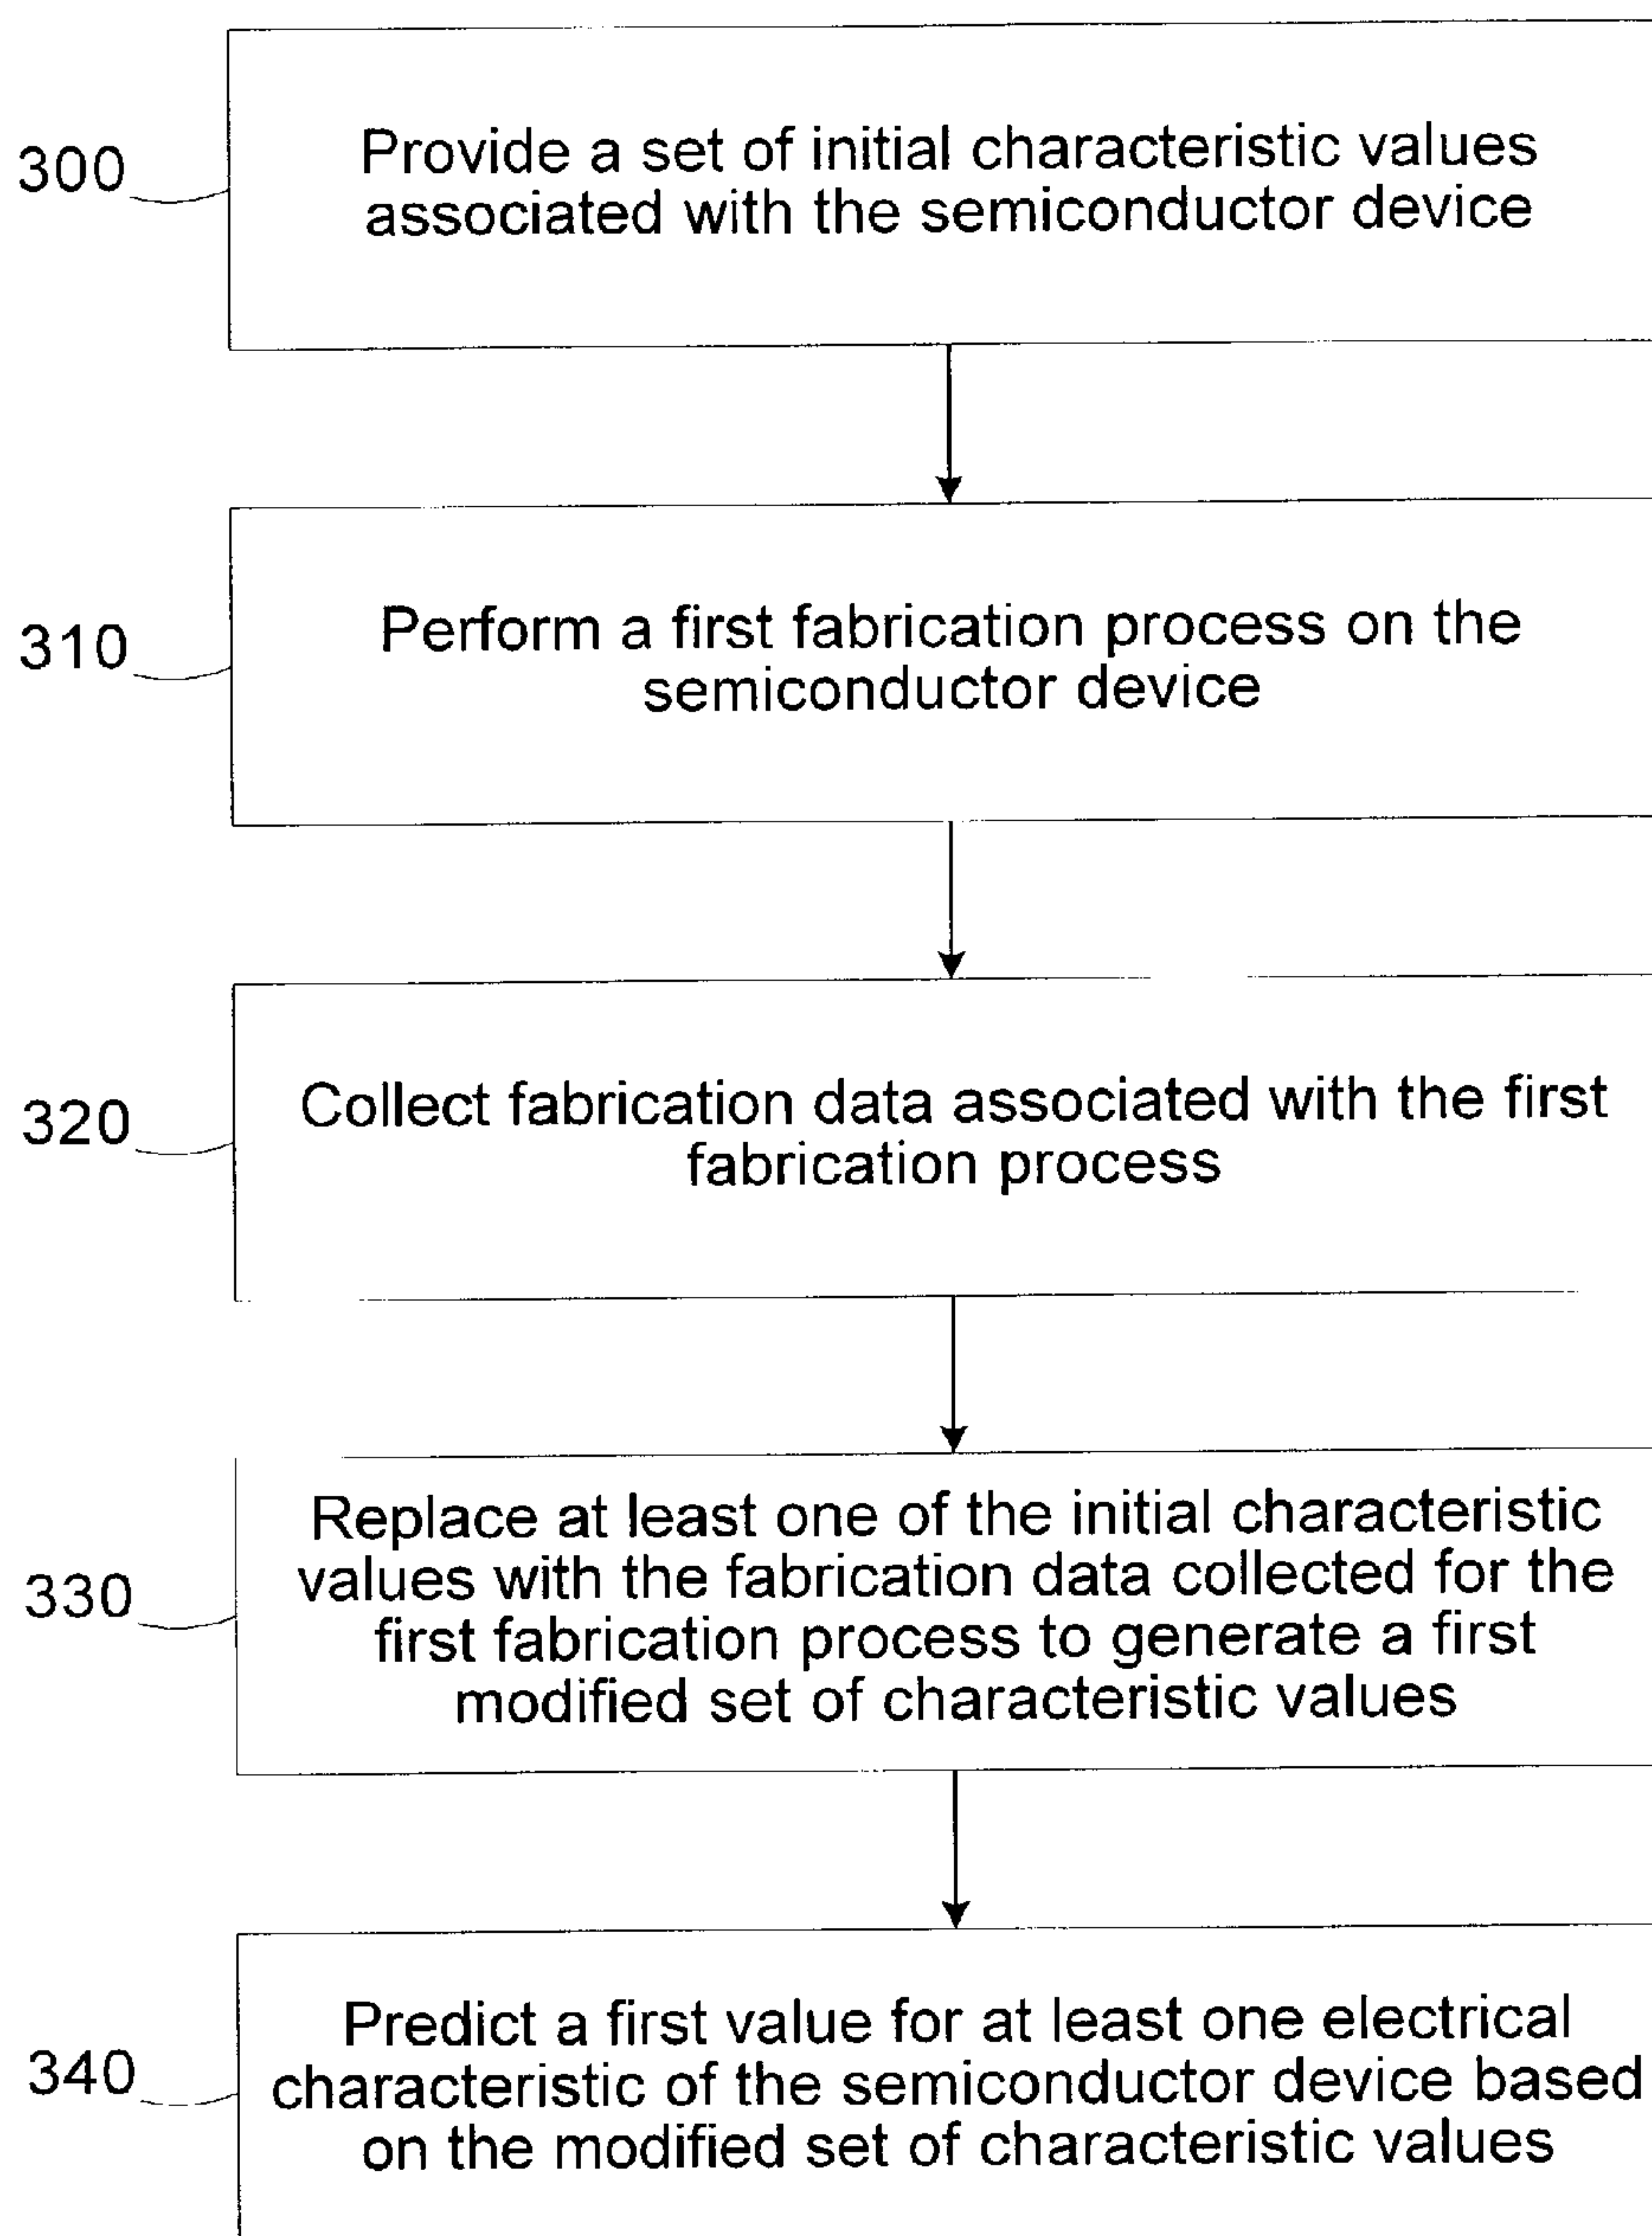 300
Provide a set of initial characteristic values
associated with the semiconductor device
310
Perform a first fabrication process on the
semiconductor device
320
Collect fabrication data associated with the first
fabrication process
330
Replace at least one of the initial characteristic
values with the fabrication data collected for the
first fabrication process to generate a first
modified set of characteristic values
340
Predict a first value for at least one electrical
characteristic of the semiconductor device based
on the modified set of characteristic values